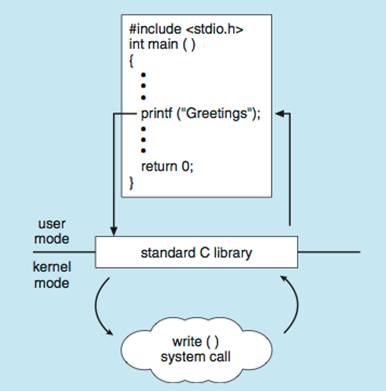 #include <stdio.h>
int main ( )
{
•
•
•
printf ("Greetings");
•
•
•
return 0;
}
user
mode
standard C library
kernel
mode
write ( )
system call